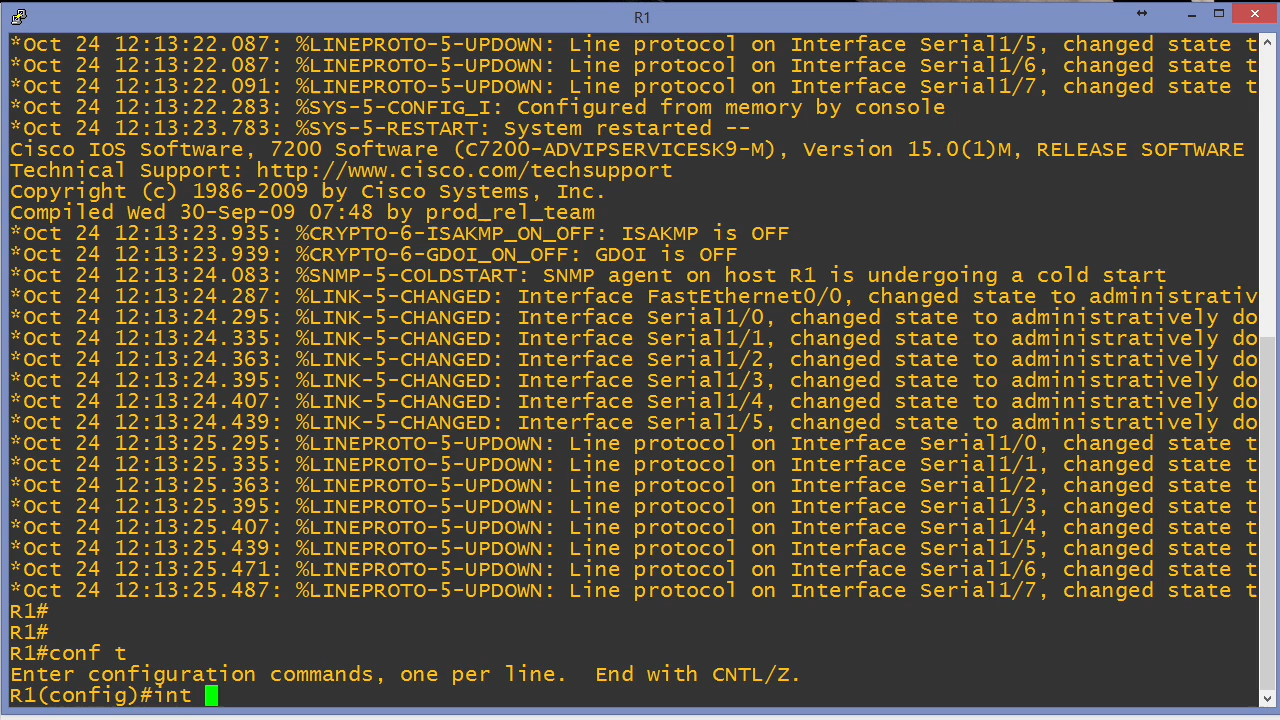 R1
*Oct 24 12:13:22.087: %LINEPROTO-5-UPDOWN: Line protocol on Interface Serial1/5, changed state t
*Oct 24 12:13:22.087: %LINEPROTO-5-UPDOWN: Line protocol on Interface Serial1/6, changed state t
*Oct 24 12:13:22.091: %LINEPROTO-5-UPDOWN: Line protocol on Interface Serial1/7, changed state t
*Oct 24 12:13:22.283: %SYS-5-CONFIG_I: Configured from memory by console
*Oct 24 12:13:23.783: %SYS-5-RESTART: System restarted --
Cisco IOS Software, 7200 Software (C7200-ADVIPSERVICESK9-M), Version 15.0(1)M, RELEASE SOFTWARE
Technical Support: http://www.cisco.com/techsupport
Copyright (c) 1986-2009 by Cisco Systems, Inc.
Compiled Wed 30-Sep-09 07:48 by prod_rel_team
*Oct 24 12:13:23.935: %CRYPTO-6-ISAKMP_ON_OFF: ISAKMP is OFF
*Oct 24 12:13:23.939: %CRYPTO-6-GDOI_ON_OFF: GDOI is OFF
*Oct 24 12:13:24.083: %SNMP-5-COLDSTART: SNMP agent on host R1 is undergoing a cold start
*Oct 24 12:13:24.287: %LINK-5-CHANGED: Interface FastEthernet0/0, changed state to administrativ
*Oct 24 12:13:24.295: %LINK-5-CHANGED: Interface Serial1/0, changed state to administratively do
*Oct 24 12:13:24.335: %LINK-5-CHANGED: Interface Serial1/1, changed state to administratively do
*Oct 24 12:13:24.363: %LINK-5-CHANGED: Interface Serial1/2, changed state to administratively do
*Oct 24 12:13:24.395: %LINK-5-CHANGED: Interface Serial1/3, changed state to administratively do
*Oct 24 12:13:24.407: %LINK-5-CHANGED: Interface Serial1/4, changed state to administratively do
*Oct 24 12:13:24.439: %LINK-5-CHANGED: Interface Serial1/5, changed state to administratively do
*Oct 24 12:13:25.295: %LINEPROTO-5-UPDOWN: Line protocol on Interface Serial1/0, changed state t
*Oct 24 12:13:25.335: %LINEPROTO-5-UPDOWN: Line protocol on Interface Serial1/1, changed state t
*Oct 24 12:13:25.363: %LINEPROTO-5-UPDOWN: Line protocol on Interface Serial1/2, changed state t
*Oct 24 12:13:25.395: %LINEPROTO-5-UPDOWN: Line protocol on Interface Serial1/3, changed state t
*Oct 24 12:13:25.407: %LINEPROTO-5-UPDOWN: Line protocol on Interface Serial1/4, changed state t
*Oct 24 12:13:25.439: %LINEPROTO-5-UPDOWN: Line protocol on Interface Serial1/5, changed state t
*Oct 24 12:13:25.471: %LINEPROTO-5-UPDOWN: Line protocol on Interface Serial1/6, changed state t
*Oct 24 12:13:25.487: %LINEPROTO-5-UPDOWN: Line protocol on Interface Serial1/7, changed state t
R1#
R1#
R1#conf t
Enter configuration commands, one per line.  End with CNTL/Z.
R1(config)#int